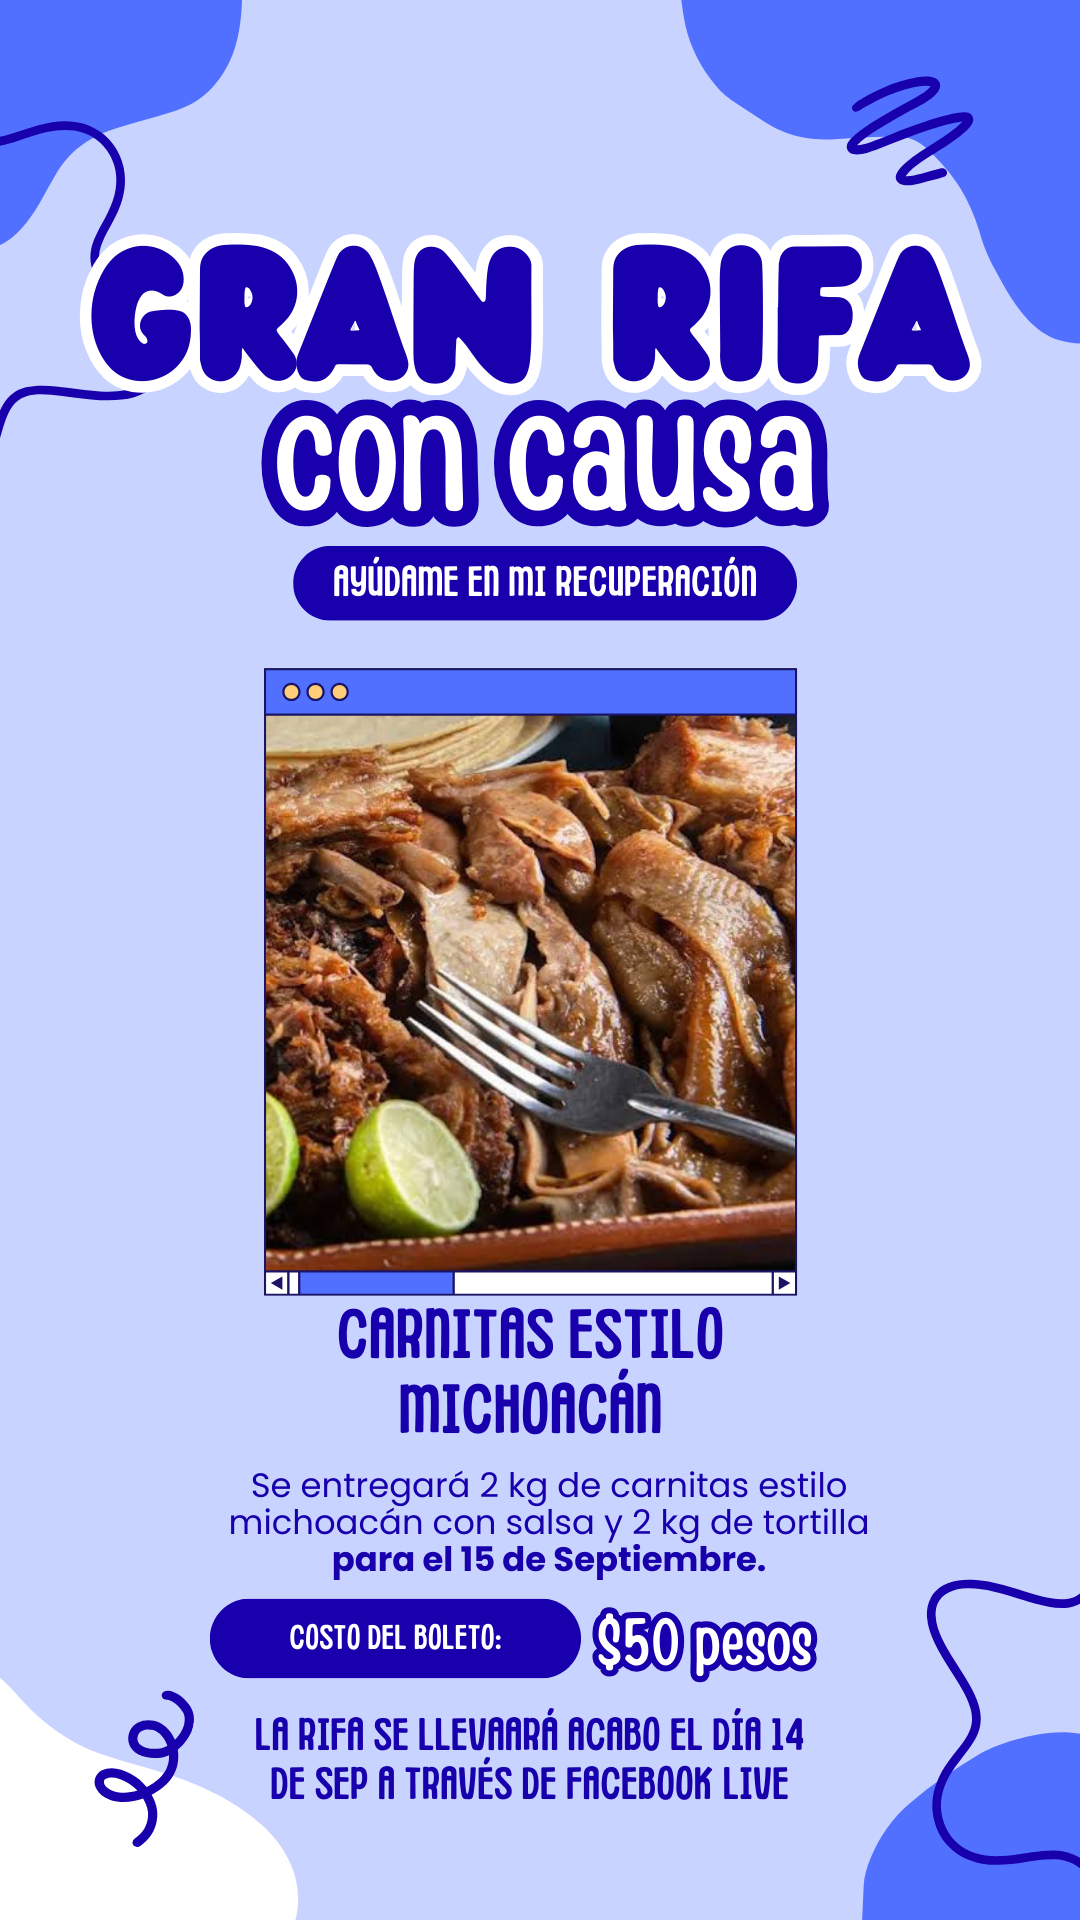 GRAN RIFA
con causa
AYÚDAME EN MI RECUPERACIÓN
CARNITAS ESTILO
MICHOACÁN
Se entregará 2 kg de carnitas estilo
michoacán con salsa y 2 kg de tortilla
para el 15 de Septiembre.
COSTO DEL BOLETO: $50 pesos
LA RIFA SE LLEVAARÁ ACABO EL DÍA 14
DE SEP A TRAVÉS DE FACEBOOK LIVE